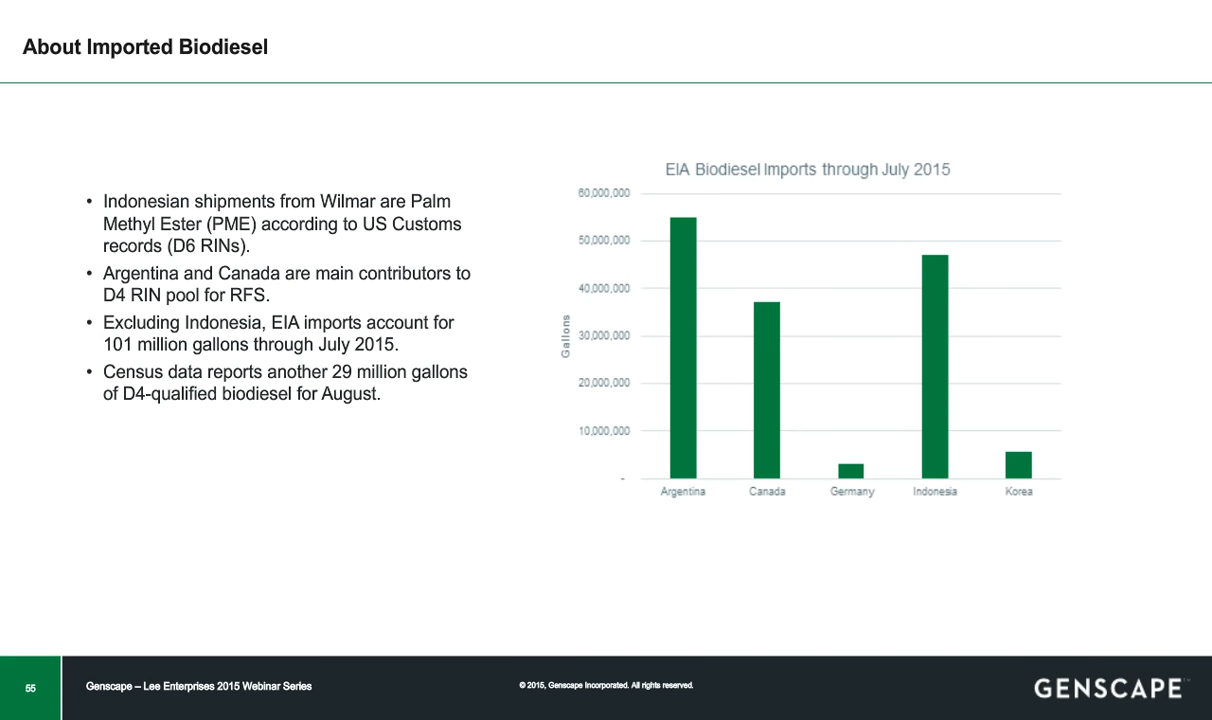 About Imported Biodiesel
• Indonesian shipments from Wilmar are Palm
Methyl Ester (PME) according to US Customs
records (D6 RINs).
• Argentina and Canada are main contributors to
D4 RIN pool for RFS.
• Excluding Indonesia, EIA imports account for
101 million gallons through July 2015.
• Census data reports another 29 million gallons
of D4-qualified biodiesel for August.
EIA Biodiesel Imports through July 2015
60,000,000
50,000,000
40,000,000
30,000,000
20,000,000
10,000,000
-
Gallons
Argentina Canada Germany Indonesia Korea
55
Genscape – Lee Enterprises 2015 Webinar Series
© 2015, Genscape Incorporated. All rights reserved.
GENSCAPE™